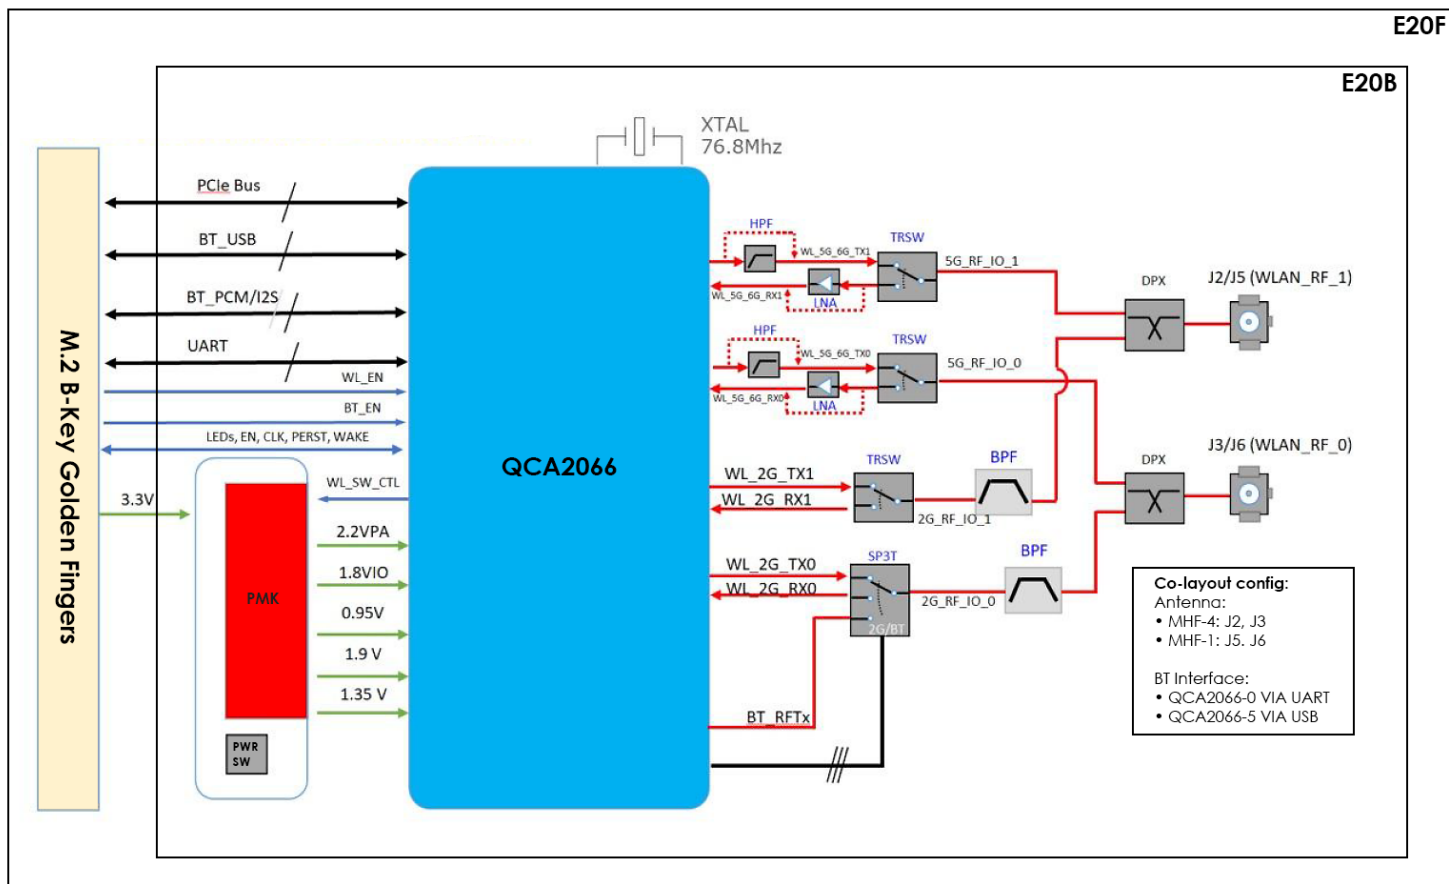 E20F
E20B
XTAL
76.8Mhz
PCIe Bus
BT_USB
BT_PCM/I2S
UART
WL_EN
BT_EN
LEDs, EN, CLK, PERST, WAKE
WL_SW_CTL
3.3V
2.2VPA
1.8VIO
0.95V
1.9 V
1.35 V
PMK
PWR
SW
M.2 B-Key Golden Fingers
QCA2066
HPF
WL_5G_6G_TX1
TRSW
5G_RF_IO_1
WL_5G_6G_RX1
LNA
HPF
WL_5G_6G_TX0
TRSW
5G_RF_IO_0
WL_5G_6G_RX0
LNA
DPX
J2/J5 (WLAN_RF_1)
WL_2G_TX1
WL_2G_RX1
TRSW
2G_RF_IO_1
BPF
DPX
J3/J6 (WLAN_RF_0)
WL_2G_TX0
WL_2G_RX0
SP3T
2G/BT
2G_RF_IO_0
BPF
BT_RFTx
Co-layout config:
Antenna:
• MHF-4: J2, J3
• MHF-1: J5. J6
BT Interface:
• QCA2066-0 VIA UART
• QCA2066-5 VIA USB